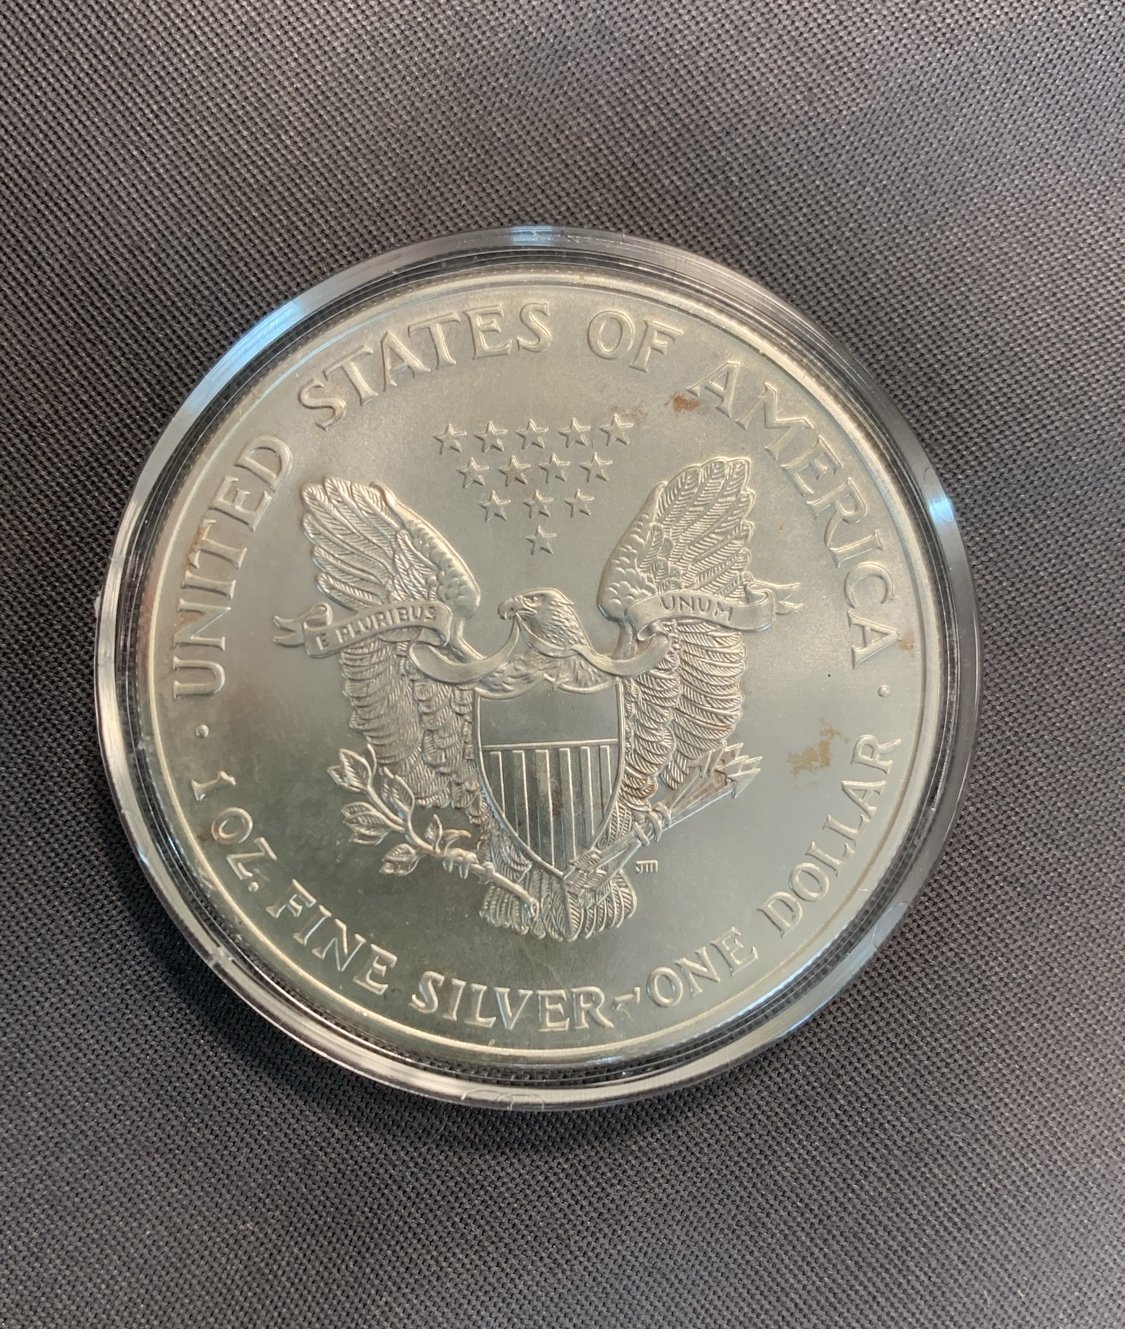 UNITED STATES OF AMERICA
E PLURIBUS UNUM
· 1 OZ. FINE SILVER~ONE DOLLAR ·